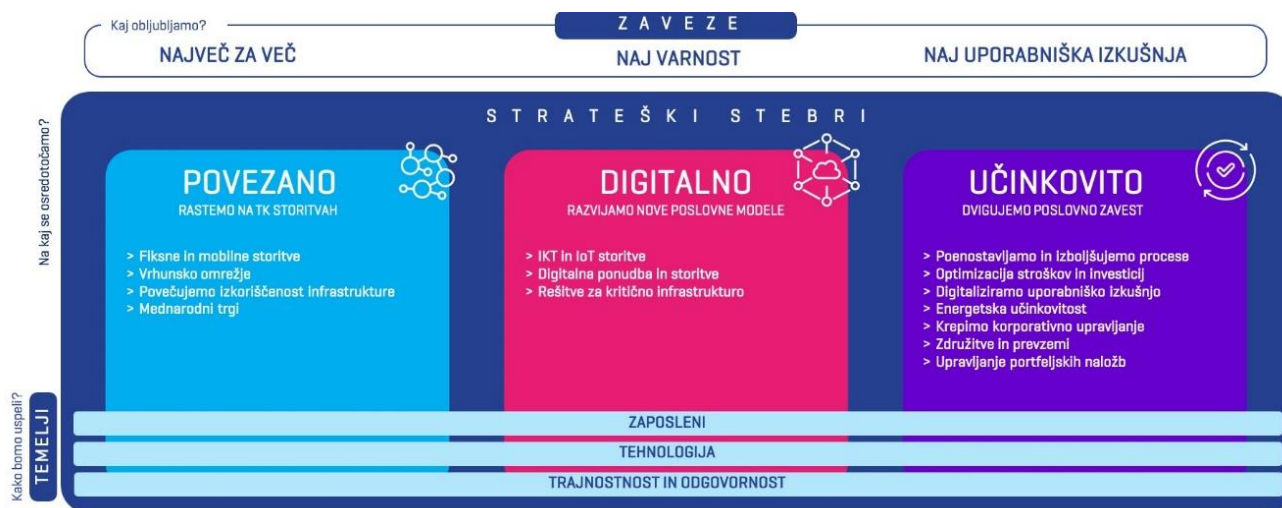 Kaj obljubljamo?
ZAVEZE
NAJVEČ ZA VEČ
NAJ VARNOST
NAJ UPORABNIŠKA IZKUŠNJA
Na kaj se osredotočamo?
STRATEŠKI STEBRI
POVEZANO
RASTEMO NA TK STORITVAH
> Fiksne in mobilne storitve
> Vrhunsko omrežje
> Povečujemo izkoriščenost infrastrukture
> Mednarodni trgi
DIGITALNO
RAZVIJAMO NOVE POSLOVNE MODELE
> IKT in IoT storitve
> Digitalna ponudba in storitve
> Rešitve za kritično infrastrukturo
UČINKOVITO
DVIGUJEMO POSLOVNO ZAVEST
> Poenostavljamo in izboljšujemo procese
> Optimizacija stroškov in investicij
> Digitaliziramo uporabniško izkušnjo
> Energetska učinkovitost
> Krepimo korporativno upravljanje
> Združitve in prevzemi
> Upravljanje portfeljskih naložb
Kako bomo uspeli?
TEMELJI
ZAPOSLENI
TEHNOLOGIJA
TRAJNOSTNOST IN ODGOVORNOST